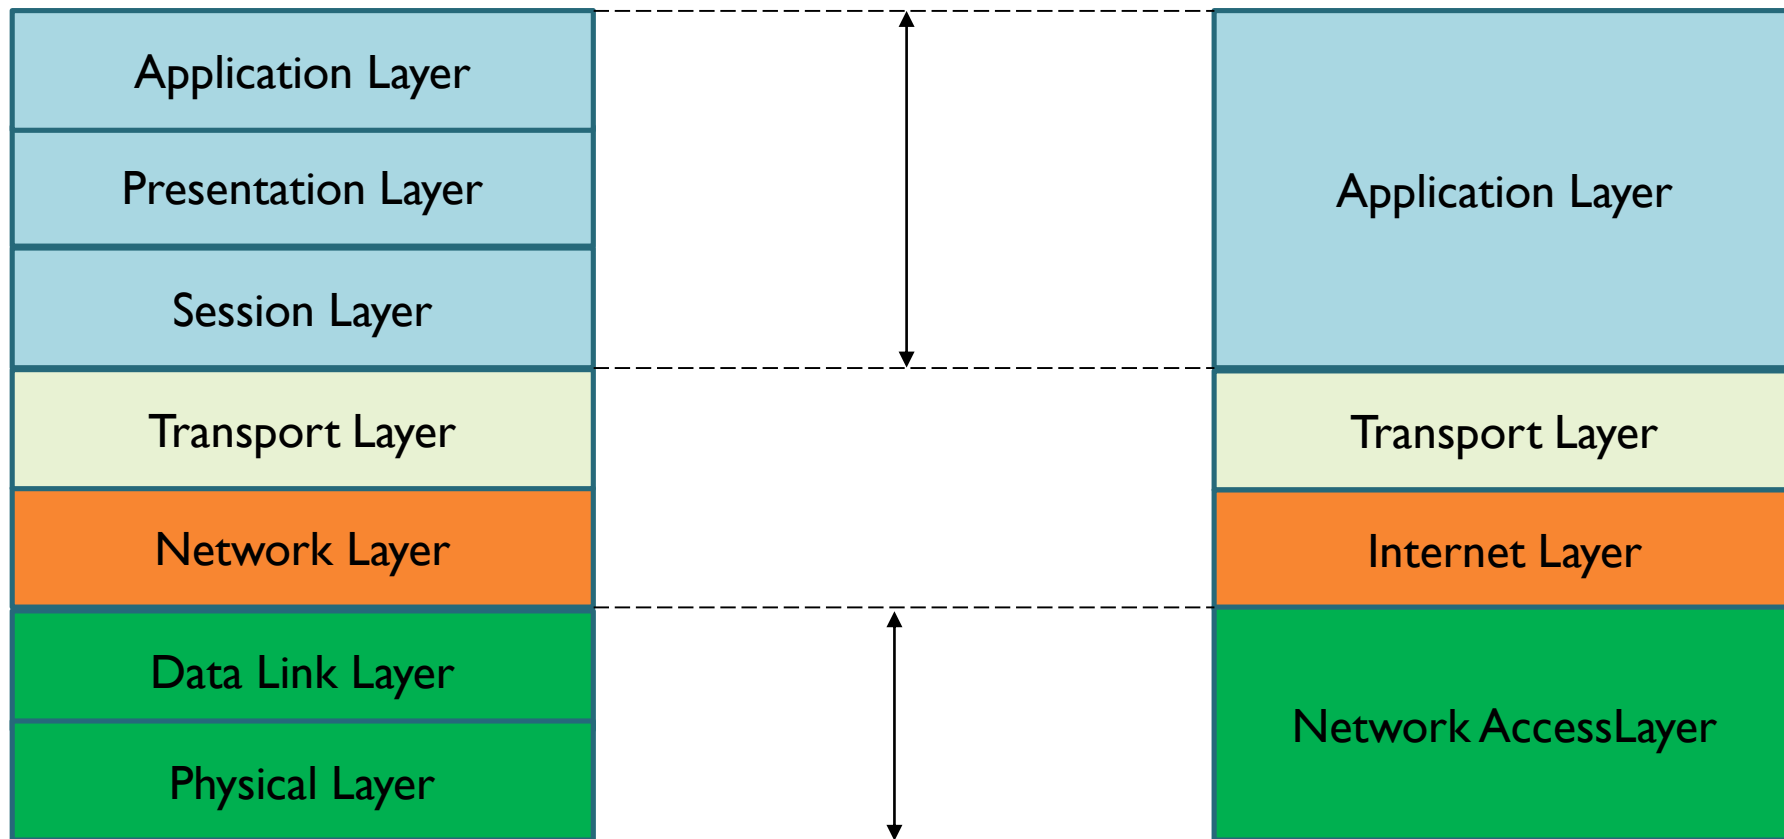 Application Layer
Presentation Layer
Session Layer
Transport Layer
Network Layer
Data Link Layer
Physical Layer
Application Layer
Transport Layer
Internet Layer
Network AccessLayer